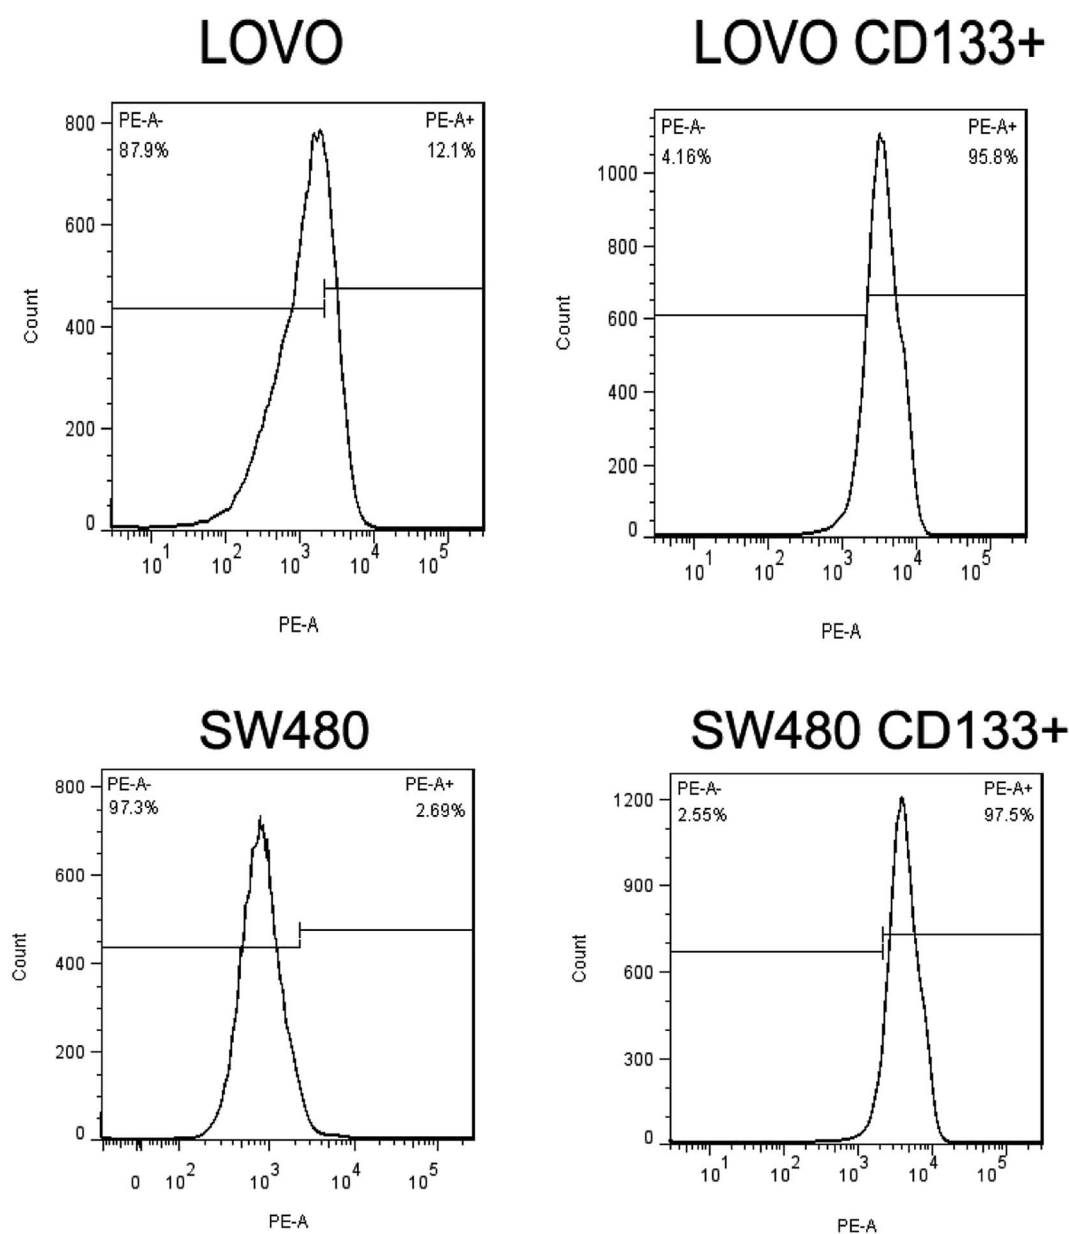 LOVO
LOVO CD133+
PE-A-
PE-A+
87.9%
12.1%
800
600
400
200
0
Count
10^1 10^2 10^3 10^4 10^5
PE-A
PE-A-
PE-A+
4.16%
95.8%
1000
800
600
400
200
0
Count
10^1 10^2 10^3 10^4 10^5
PE-A
SW480
SW480 CD133+
PE-A-
PE-A+
97.3%
2.69%
800
600
400
200
0
Count
0 10^2 10^3 10^4 10^5
PE-A
PE-A-
PE-A+
2.55%
97.5%
1200
900
600
300
0
Count
10^1 10^2 10^3 10^4 10^5
PE-A